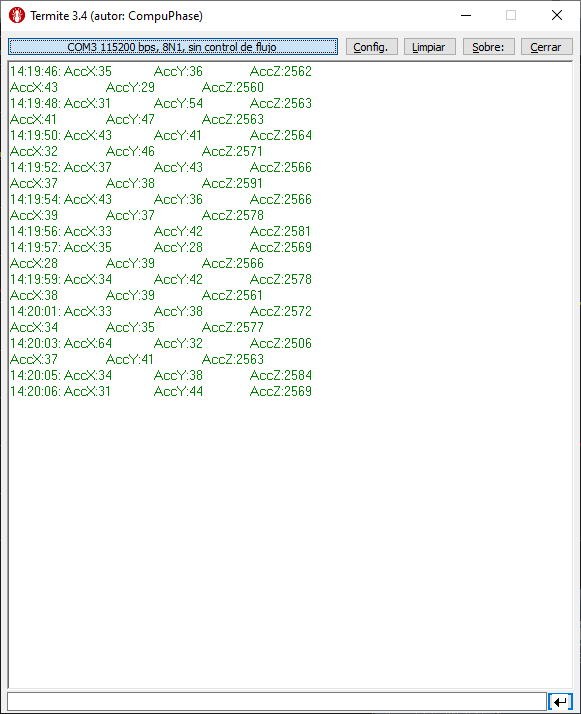 Termite 3.4 (autor: CompuPhase)
COM3 115200 bps, 8N1, sin control de flujo Config. Limpiar Sobre: Cerrar
14:19:46: AccX:35 AccY:36 AccZ:2562
AccX:43 AccY:29 AccZ:2560
14:19:48: AccX:31 AccY:54 AccZ:2563
AccX:41 AccY:47 AccZ:2563
14:19:50: AccX:43 AccY:41 AccZ:2564
AccX:32 AccY:46 AccZ:2571
14:19:52: AccX:37 AccY:43 AccZ:2566
AccX:37 AccY:38 AccZ:2591
14:19:54: AccX:43 AccY:36 AccZ:2566
AccX:39 AccY:37 AccZ:2578
14:19:56: AccX:33 AccY:42 AccZ:2581
14:19:57: AccX:35 AccY:28 AccZ:2569
AccX:28 AccY:39 AccZ:2566
14:19:59: AccX:34 AccY:42 AccZ:2578
AccX:38 AccY:39 AccZ:2561
14:20:01: AccX:33 AccY:38 AccZ:2572
AccX:34 AccY:35 AccZ:2577
14:20:03: AccX:64 AccY:32 AccZ:2506
AccX:37 AccY:41 AccZ:2563
14:20:05: AccX:34 AccY:38 AccZ:2584
14:20:06: AccX:31 AccY:44 AccZ:2569